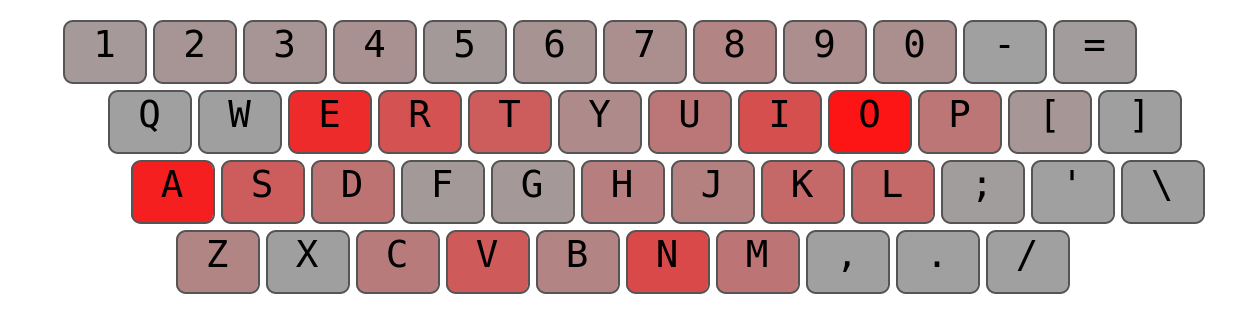 1 2 3 4 5 6 7 8 9 0 - =
Q W E R T Y U I O P [ ]
A S D F G H J K L ; ' \
Z X C V B N M , . /